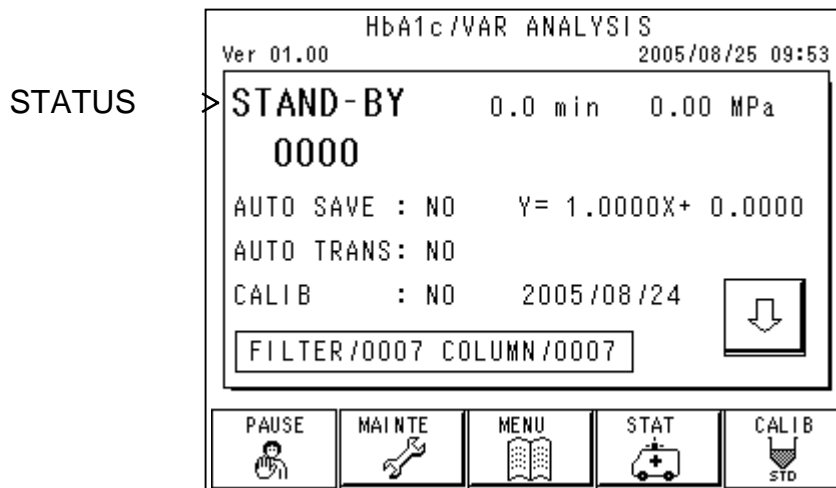 HbA1c/VAR ANALYSIS
Ver 01.00 2005/08/25 09:53
STATUS > STAND-BY 0.0 min 0.00 MPa
0000
AUTO SAVE : NO Y= 1.0000X+ 0.0000
AUTO TRANS: NO
CALIB : NO 2005/08/24
FILTER/0007 COLUMN/0007
PAUSE MAINTE MENU STAT CALIB
STD